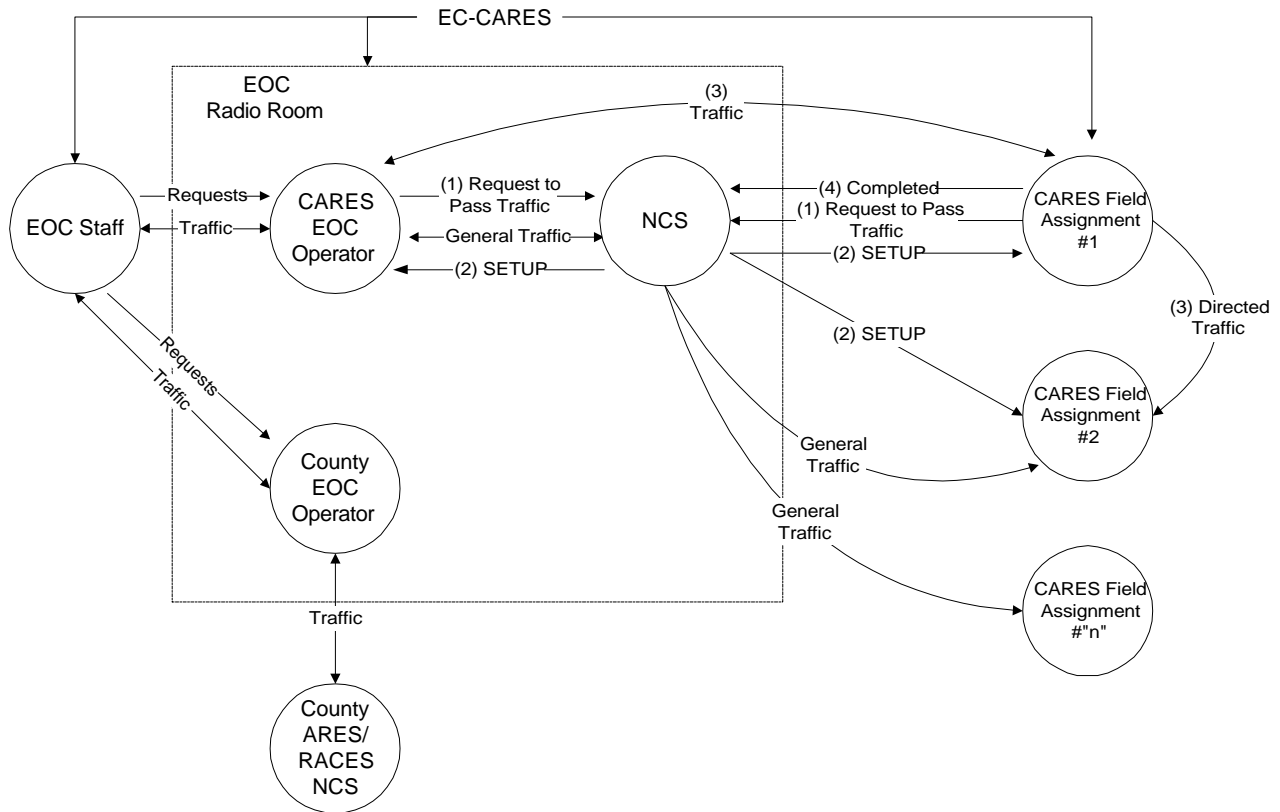 EC-CARES
EOC
Radio Room
(3)
Traffic
EOC Staff
Requests
Traffic
CARES
EOC
Operator
(1) Request to
Pass Traffic
General Traffic
(2) SETUP
NCS
(4) Completed
(1) Request to Pass
Traffic
(2) SETUP
CARES Field
Assignment
#1
(3) Directed
Traffic
(2) SETUP
CARES Field
Assignment
#2
Requests
Traffic
County
EOC
Operator
General
Traffic
General
Traffic
CARES Field
Assignment
#"n"
Traffic
County
ARES/
RACES
NCS